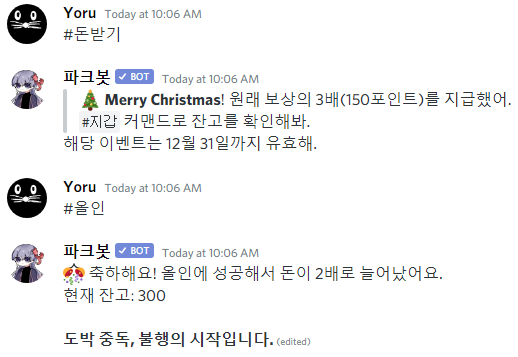 Yoru Today at 10:06 AM
#돈받기
파크봇 ✓ BOT Today at 10:06 AM
🎄 Merry Christmas! 원래 보상의 3배(150포인트)를 지급했어.
#지갑 커맨드로 잔고를 확인해봐.
해당 이벤트는 12월 31일까지 유효해.
Yoru Today at 10:06 AM
#올인
파크봇 ✓ BOT Today at 10:06 AM
축하해요! 올인에 성공해서 돈이 2배로 늘어났어요.
현재 잔고: 300
도박 중독, 불행의 시작입니다. (edited)